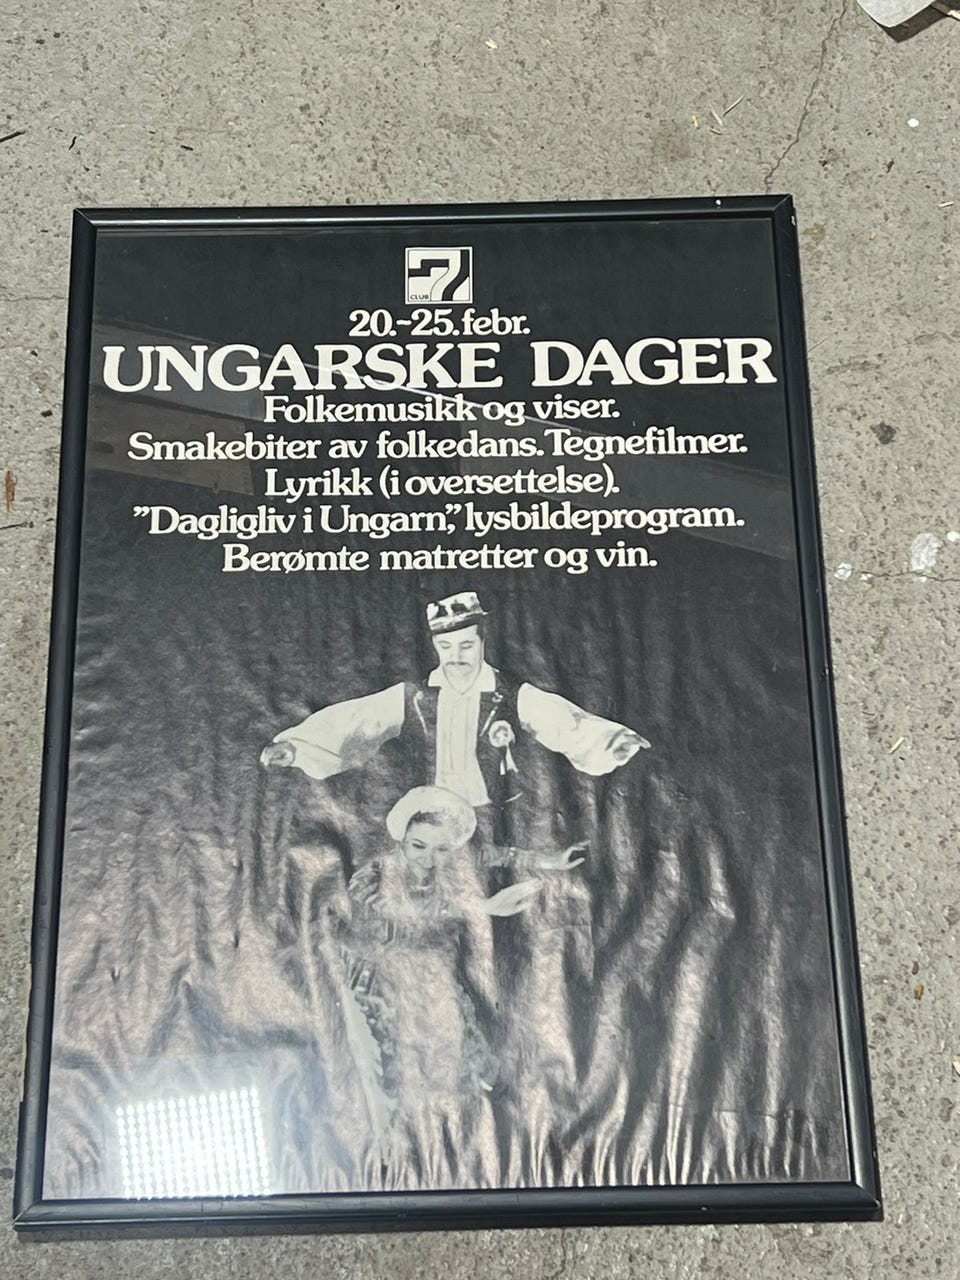 7
CLUB
20.-25. febr.
UNGARSKE DAGER
Folkemusikk og viser.
Smakebiter av folkedans. Tegnefilmer.
Lyrikk (i oversettelse).
”Dagligliv i Ungarn”, lysbildeprogram.
Berømte matretter og vin.